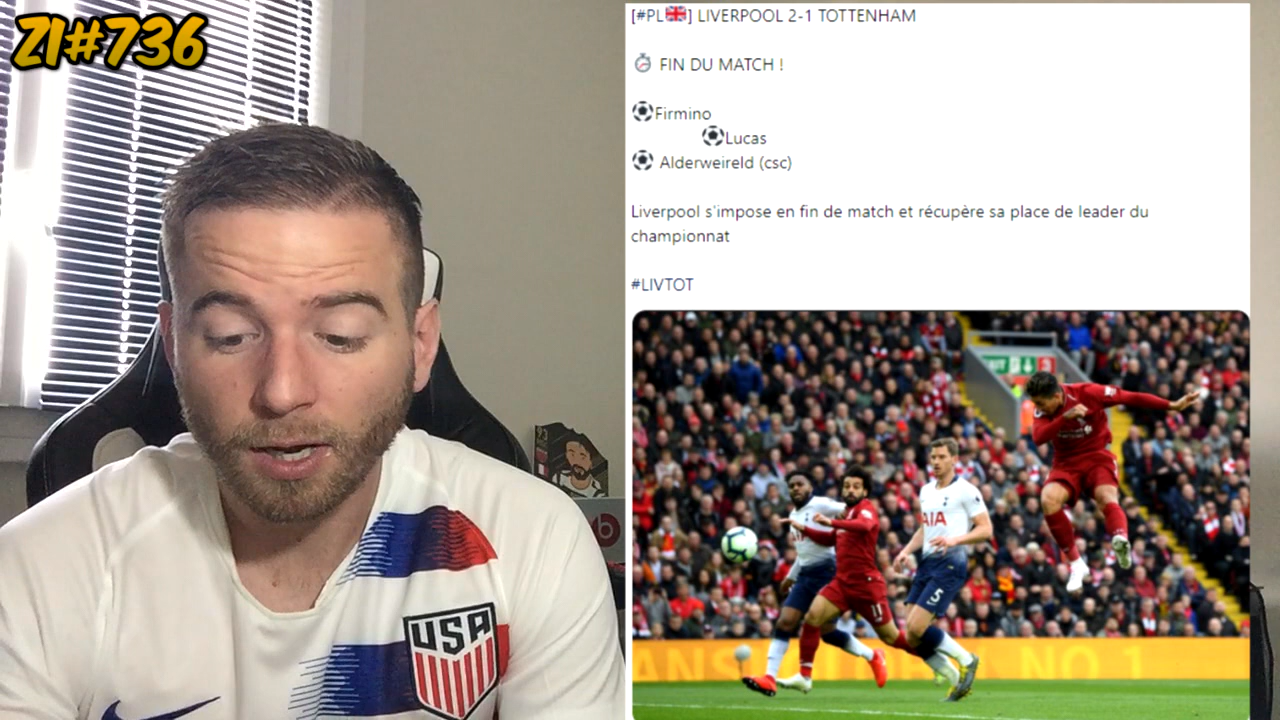 ZI#736
[#PL🇬🇧] LIVERPOOL 2-1 TOTTENHAM
⏱ FIN DU MATCH !
⚽Firmino
⚽Lucas
⚽ Alderweireld (csc)
Liverpool s'impose en fin de match et récupère sa place de leader du
championnat
#LIVTOT
USA
AIA
11
5